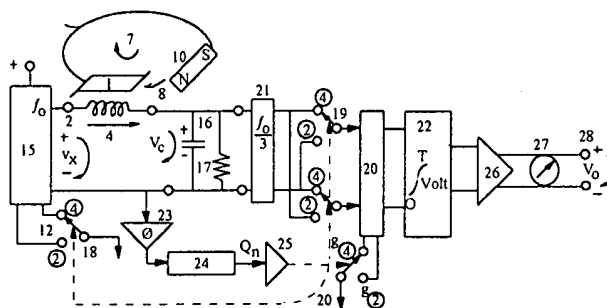 7
10
S
N
8
1
+
f₀
2
4
15
+
Vx
−
Vc
+
−
16
17
21
f₀
3
④
②
④
②
19
20
22
T
Volt
26
27
28
+
V₀
−
④
12
②
18
23
Ø
24
Qn
25
g
④
20
g
②